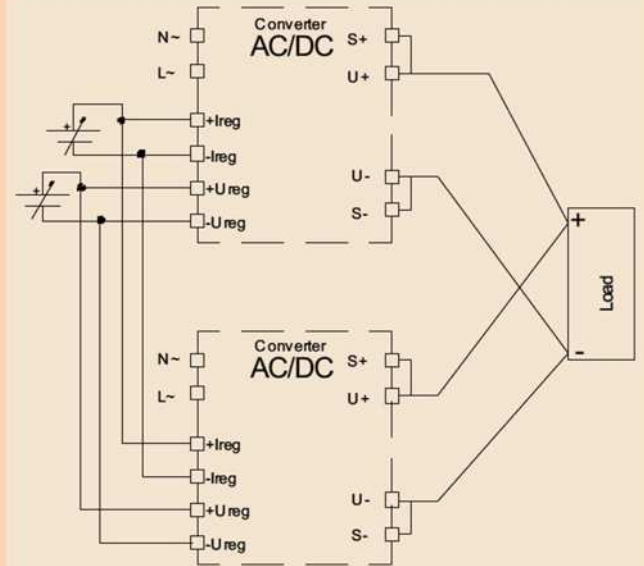 Converter
AC/DC
N~
L~
+Ireg
-Ireg
+Ureg
-Ureg
S+
U+
U-
S-
+
+
+
-
Load
Converter
AC/DC
N~
L~
+Ireg
-Ireg
+Ureg
-Ureg
S+
U+
U-
S-